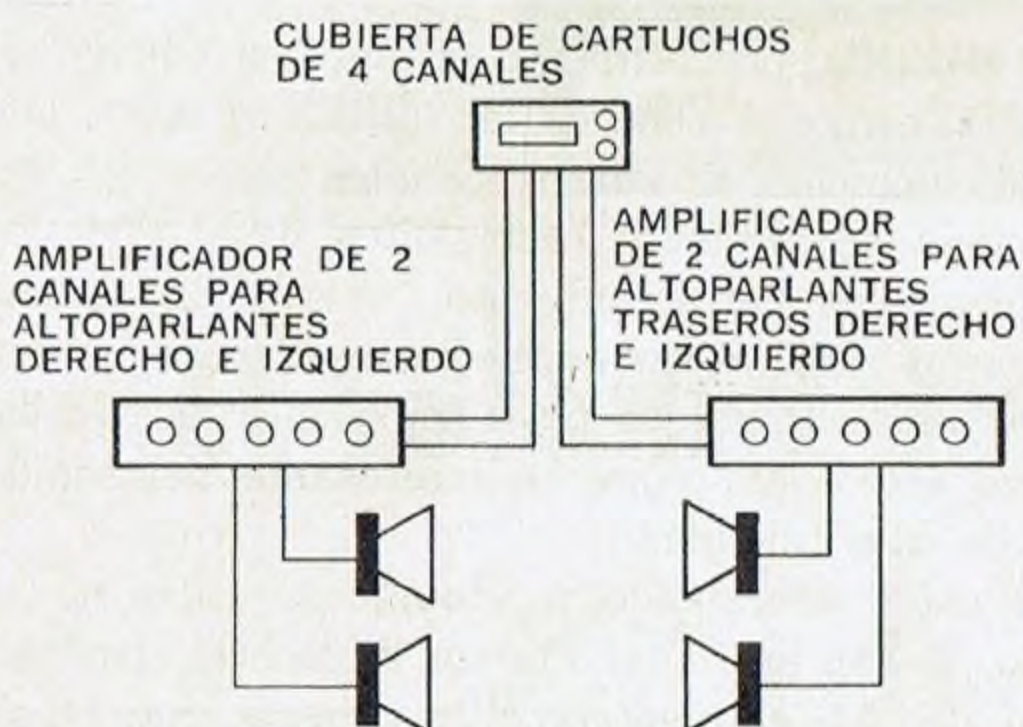 CUBIERTA DE CARTUCHOS
DE 4 CANALES
AMPLIFICADOR DE 2
CANALES PARA
ALTOPARLANTES
DERECHO E IZQUIERDO
AMPLIFICADOR
DE 2 CANALES PARA
ALTOPARLANTES
TRASEROS DERECHO
E IZQUIERDO